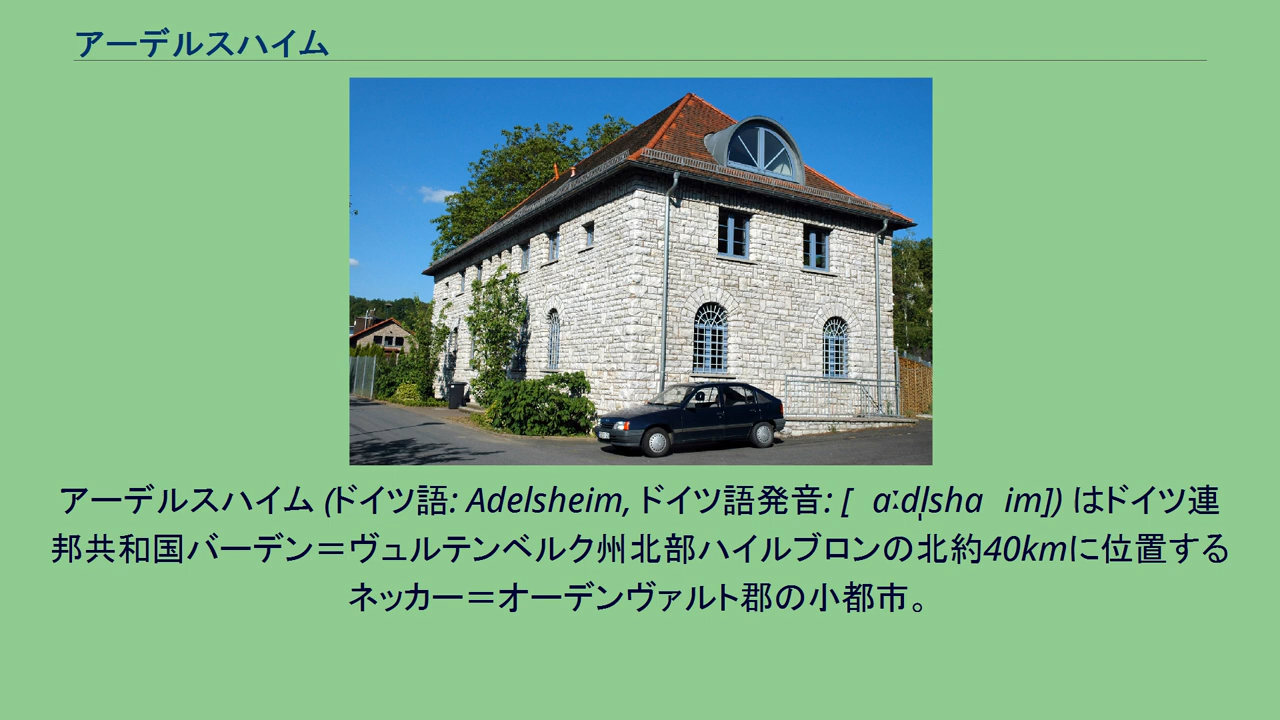 アーデルスハイム
アーデルスハイム (ドイツ語: Adelsheim, ドイツ語発音: [ aːdl̩sha im]) はドイツ連
邦共和国バーデン＝ヴュルテンベルク州北部ハイルブロンの北約40kmに位置する
ネッカー＝オーデンヴァルト郡の小都市。